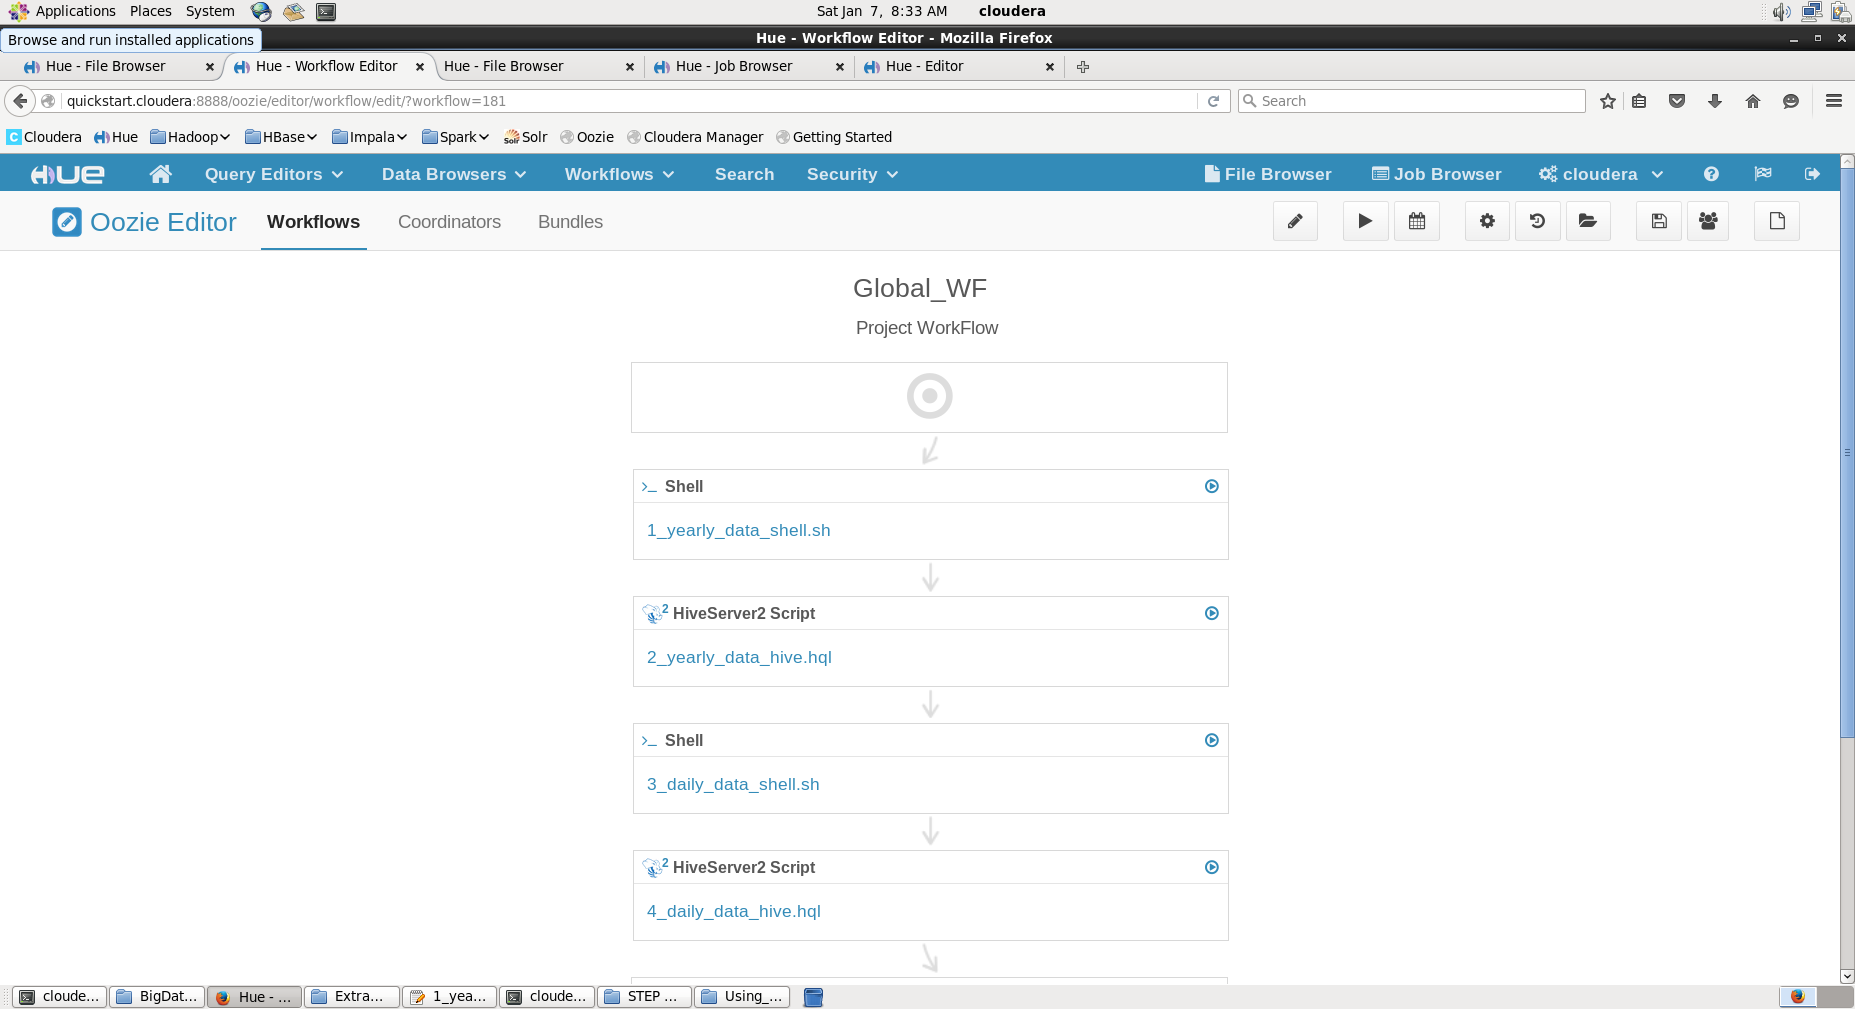 Applications Places System Sat Jan 7, 8:33 AM cloudera
Browse and run installed applications
Hue - Workflow Editor - Mozilla Firefox
Hue - File Browser Hue - Workflow Editor Hue - File Browser Hue - Job Browser Hue - Editor
quickstart.cloudera:8888/oozie/editor/workflow/edit/?workflow=181 Search
Cloudera Hue Hadoop HBase Impala Spark Solr Oozie Cloudera Manager Getting Started
HUE Query Editors Data Browsers Workflows Search Security File Browser Job Browser cloudera
Oozie Editor Workflows Coordinators Bundles
Global_WF
Project WorkFlow
Shell
1_yearly_data_shell.sh
2 HiveServer2 Script
2_yearly_data_hive.hql
Shell
3_daily_data_shell.sh
2 HiveServer2 Script
4_daily_data_hive.hql
cloude... BigDat... Hue - ... Extra... 1_yea... cloude... STEP ... Using_...